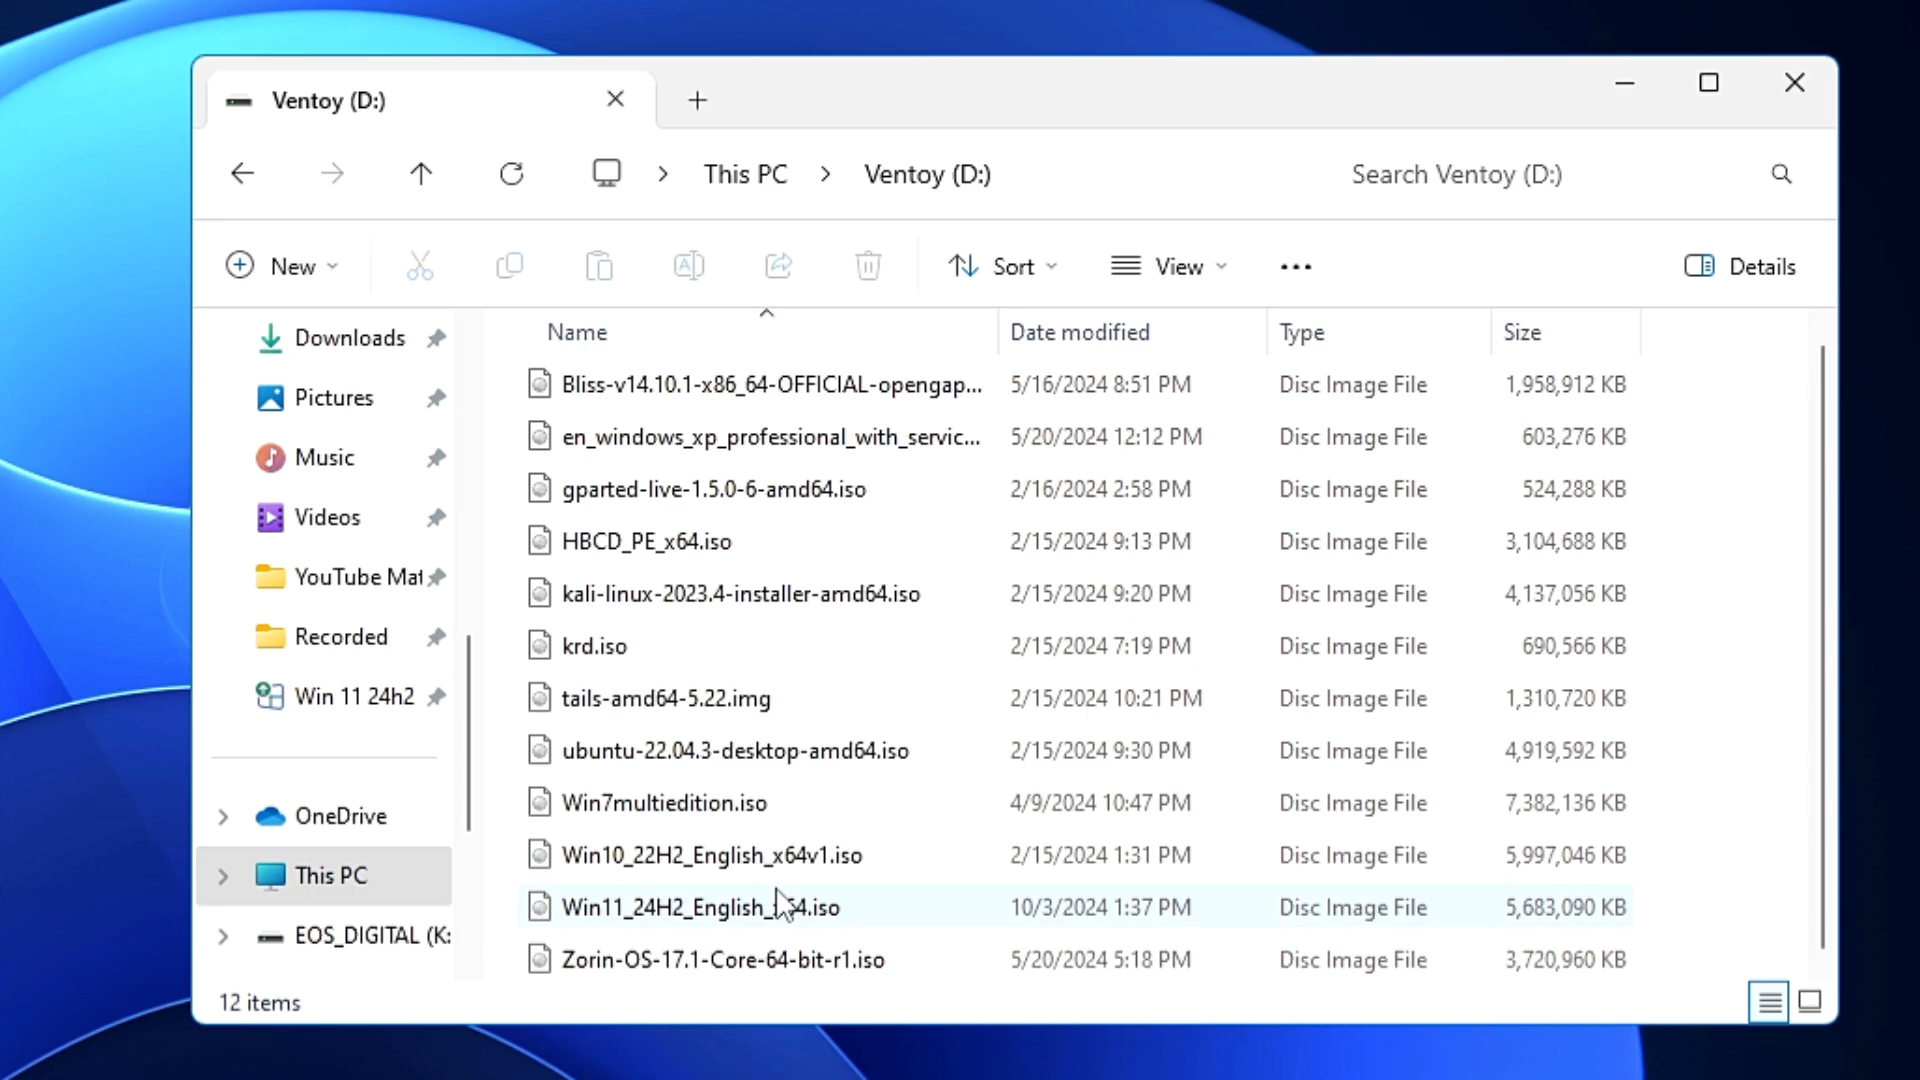 Ventoy (D:)
This PC > Ventoy (D:)
Search Ventoy (D:)
New
Sort
View
Details
Downloads
Pictures
Music
Videos
YouTube Mat
Recorded
Win 11 24h2
OneDrive
This PC
EOS_DIGITAL (K:
Name Date modified Type Size
Bliss-v14.10.1-x86_64-OFFICIAL-opengap... 5/16/2024 8:51 PM Disc Image File 1,958,912 KB
en_windows_xp_professional_with_servic... 5/20/2024 12:12 PM Disc Image File 603,276 KB
gparted-live-1.5.0-6-amd64.iso 2/16/2024 2:58 PM Disc Image File 524,288 KB
HBCD_PE_x64.iso 2/15/2024 9:13 PM Disc Image File 3,104,688 KB
kali-linux-2023.4-installer-amd64.iso 2/15/2024 9:20 PM Disc Image File 4,137,056 KB
krd.iso 2/15/2024 7:19 PM Disc Image File 690,566 KB
tails-amd64-5.22.img 2/15/2024 10:21 PM Disc Image File 1,310,720 KB
ubuntu-22.04.3-desktop-amd64.iso 2/15/2024 9:30 PM Disc Image File 4,919,592 KB
Win7multiedition.iso 4/9/2024 10:47 PM Disc Image File 7,382,136 KB
Win10_22H2_English_x64v1.iso 2/15/2024 1:31 PM Disc Image File 5,997,046 KB
Win11_24H2_English_x64.iso 10/3/2024 1:37 PM Disc Image File 5,683,090 KB
Zorin-OS-17.1-Core-64-bit-r1.iso 5/20/2024 5:18 PM Disc Image File 3,720,960 KB
12 items